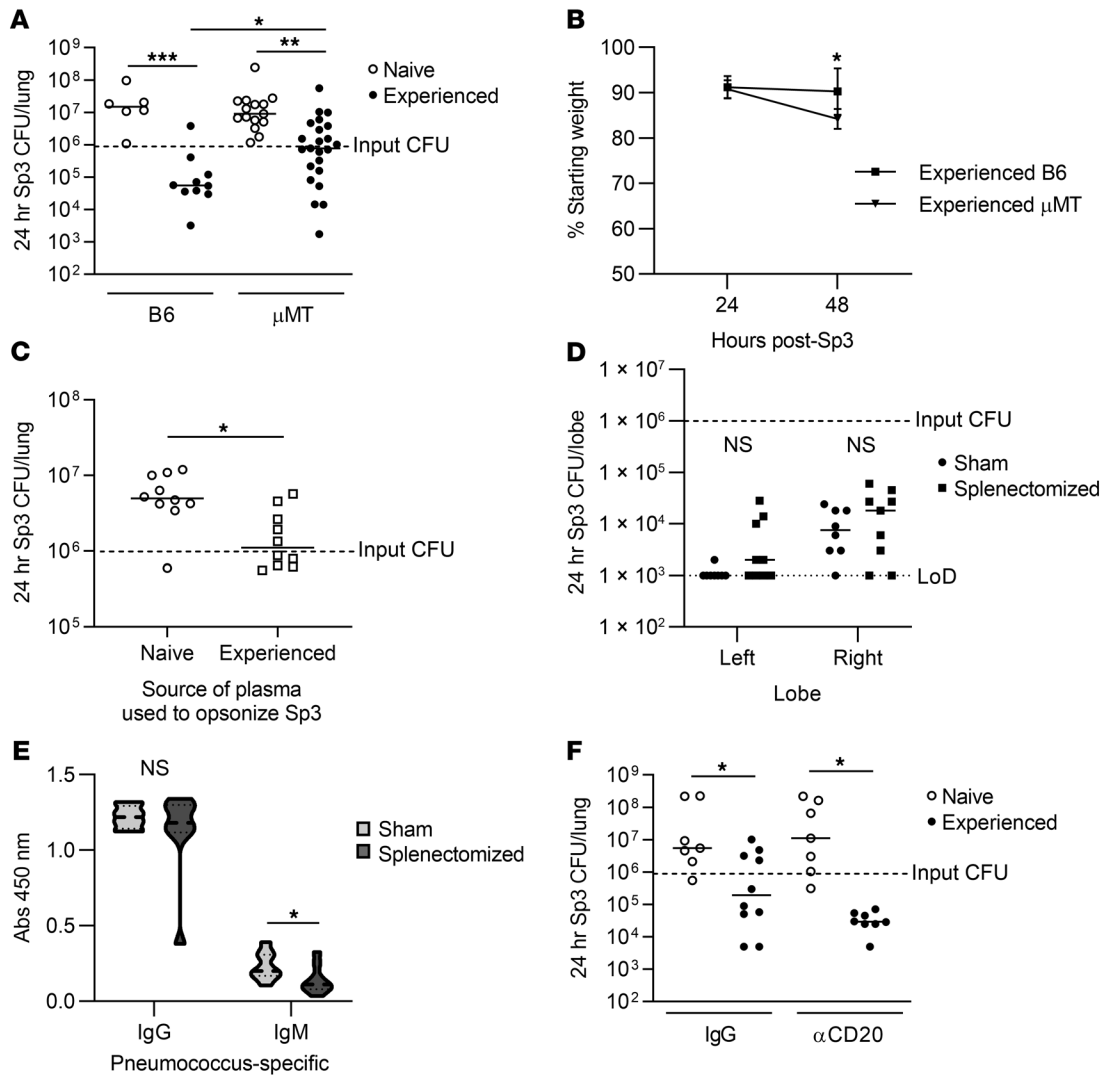 A
24 hr Sp3 CFU/lung
10⁹
10⁸
10⁷
10⁶
10⁵
10⁴
10³
10²
***
*
**
Naive
Experienced
Input CFU
B6
μMT
B
% Starting weight
100
90
80
70
60
50
*
Experienced B6
Experienced μMT
24
48
Hours post-Sp3
C
24 hr Sp3 CFU/lung
10⁸
10⁷
10⁶
10⁵
*
Input CFU
Naive
Experienced
Source of plasma
used to opsonize Sp3
D
24 hr Sp3 CFU/lobe
1 × 10⁷
1 × 10⁶
1 × 10⁵
1 × 10⁴
1 × 10³
1 × 10²
Input CFU
NS
NS
Sham
Splenectomized
LoD
Left
Right
Lobe
E
Abs 450 nm
1.5
1.0
0.5
0.0
NS
*
Sham
Splenectomized
IgG
IgM
Pneumococcus-specific
F
24 hr Sp3 CFU/lung
10⁹
10⁸
10⁷
10⁶
10⁵
10⁴
10³
10²
*
*
Naive
Experienced
Input CFU
IgG
αCD20